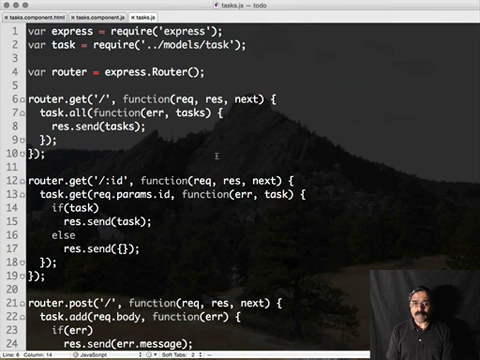 tasks.js — todo
tasks.component.html tasks.component.js tasks.js
1 var express = require('express');
2 var task = require('../models/task');
3
4 var router = express.Router();
5
6 router.get('/', function(req, res, next) {
7 task.all(function(err, tasks) {
8 res.send(tasks);
9 });
10 });
11
12 router.get('/:id', function(req, res, next) {
13 task.get(req.params.id, function(err, task) {
14 if(task)
15 res.send(task);
16 else
17 res.send({});
18 });
19 });
20
21 router.post('/', function(req, res, next) {
22 task.add(req.body, function(err) {
23 if(err)
24 res.send(err.message);
Line: 6 Column: 14 JavaScript Soft Tabs: 2